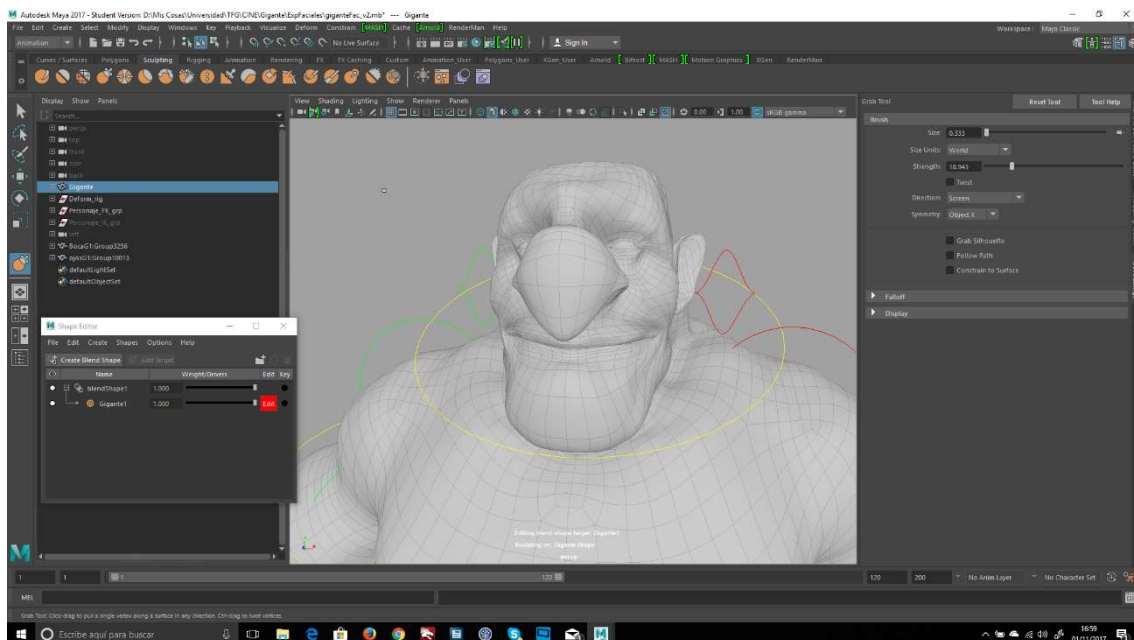 Autodesk Maya 2017 - Student Version: D:\Mis Cosas\Universidad\TFG\CINE\Gigante\ExpFaciales\giganteFac_v2.mb* --- Gigante
File Edit Create Select Modify Display Windows Key Playback Visualize Deform Constrain [MASH] Cache [Arnold] RenderMan Help
Workspace: Maya Classic
Animation No Live Surface Sign In
Curves / Surfaces Polygons Sculpting Rigging Animation Rendering FX FX Caching Custom Animation_User Polygons_User XGen_User Arnold [ Bifrost ][ MASH ][ Motion Graphics ] XGen RenderMan
Display Show Panels
Search...
persp
top
front
side
back
Gigante
Deform_rig
Personaje_FK_grp
Personaje_IK_grp
left
BocaG1:Group3256
defaultLightSet
defaultObjectSet
View Shading Lighting Show Renderer Panels
0.00 1.00 sRGB gamma
Grab Tool Reset Tool Tool Help
Brush
Size: 0.333
Size Units: World
Strength: 18.943
Twist
Direction: Screen
Symmetry: Object X
Grab Silhouette
Follow Path
Constrain to Surface
Falloff
Display
Shape Editor
File Edit Create Shapes Options Help
Create Blend Shape Add Target
Name Weight/Drivers Edit Key
blendShape1 1.000
Gigante1 1.000 Edit
Editing blend shape target: Gigante1
Sculpting on: Gigante Shape
persp
1 1 1 120 120 200 No Anim Layer No Character Set
MEL
Grab Tool: Click-drag to pull a single vertex along a surface in any direction. Ctrl-drag to twist vertices.
Escribe aquí para buscar
16:59
01/11/2017